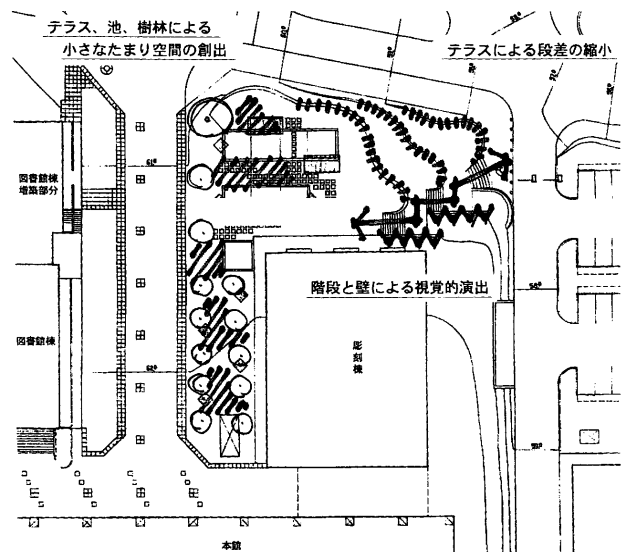 テラス、池、樹林による
小さなたまり空間の創出
テラスによる段差の縮小
図書館棟
増築部分
階段と壁による視覚的演出
図書館棟
彫刻棟
本館